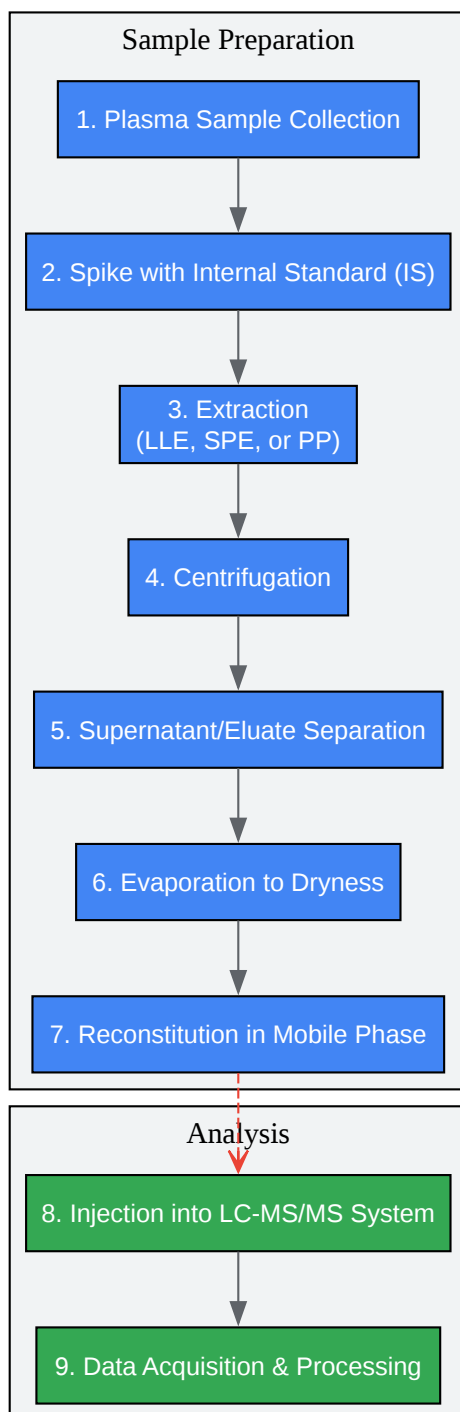 Sample Preparation
1. Plasma Sample Collection
2. Spike with Internal Standard (IS)
3. Extraction
(LLE, SPE, or PP)
4. Centrifugation
5. Supernatant/Eluate Separation
6. Evaporation to Dryness
7. Reconstitution in Mobile Phase
Analysis
8. Injection into LC-MS/MS System
9. Data Acquisition & Processing